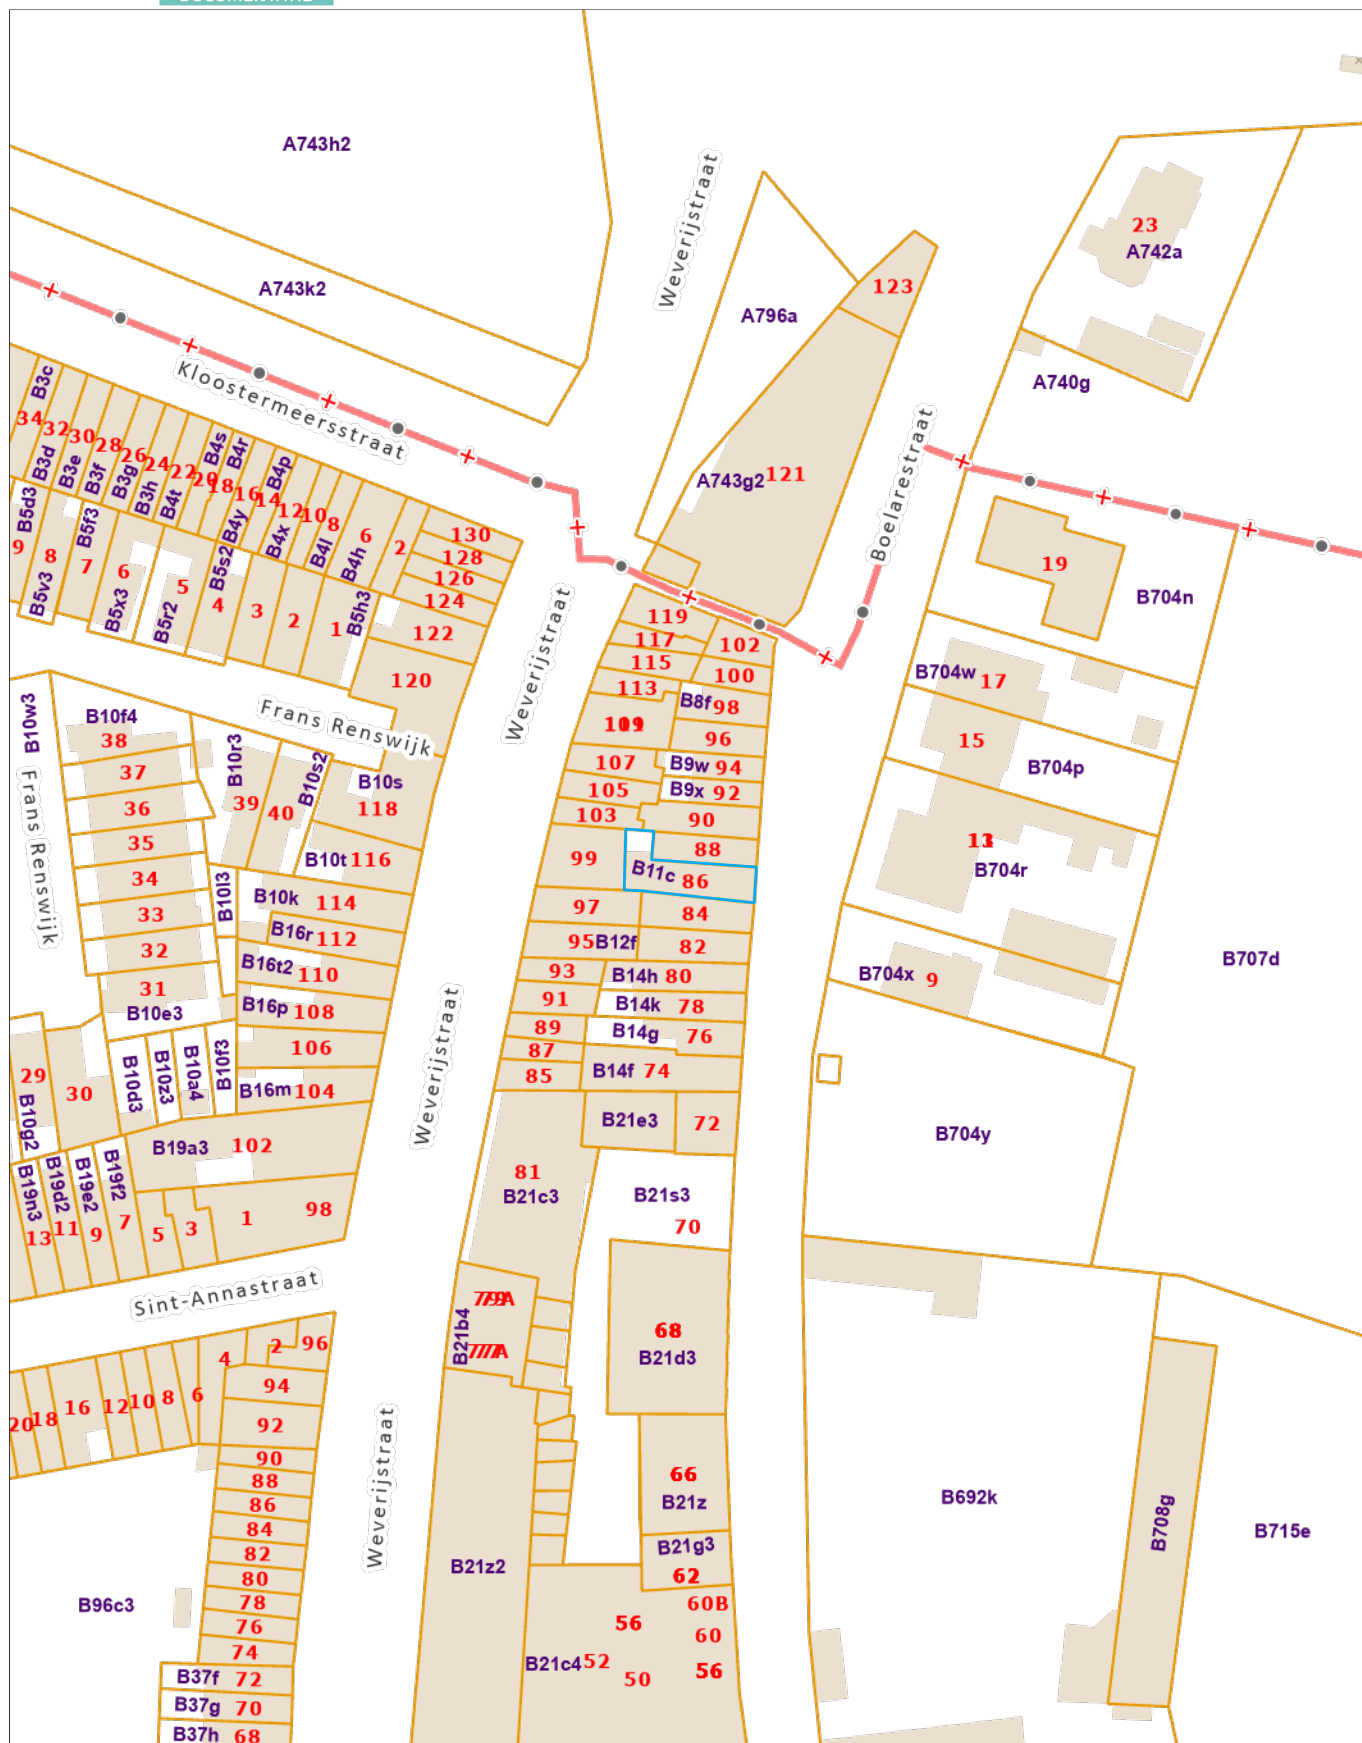 A743h2
Weverijstraat
23
A742a
A743k2
123
A796a
Kloostermeersstraat
A740g
B3c
34
32
30
28
26
24
22
20
18
16
14
12
10
8
6
2
B3d
B3e
B3f
B3g
B3h
B4t
B4s
B4r
B4y
B4p
B4x
B4l
B4h
A743g2
121
Boelarestraat
130
128
126
124
122
120
B5d3
9
8
B5v3
B5f3
7
6
B5x3
5
B5r2
B5s2
4
3
2
1
B5h3
19
B704n
Weverijstraat
119
117
115
113
102
100
B8f
98
96
B704w
17
15
B704p
B10w3
B10f4
38
37
36
35
34
33
32
31
B10e3
Frans Renswijk
Frans Renswijk
B10r3
39
40
B10s2
B10s
118
B10t
116
107
105
103
B9w
94
B9x
92
90
88
99
B11c
86
B704r
B10l3
B10k
114
B16r
112
B16t2
110
B16p
108
106
B16m
104
97
84
95
B12f
82
93
B14h
80
91
B14k
78
89
B14g
76
87
85
B14f
74
B704x
9
B707d
29
B10g2
30
B10d3
B10z3
B10a4
B10f3
Weverijstraat
B21e3
72
B704y
B19a3
102
B19n3
13
B19d2
11
B19e2
9
B19f2
7
5
3
1
98
81
B21c3
B21s3
70
Sint-Annastraat
B21b4
68
B21d3
4
2
96
94
92
90
88
86
84
82
80
78
76
74
20
18
16
12
10
8
6
Weverijstraat
66
B21z
B21g3
62
B692k
B708g
B715e
B21z2
60B
60
56
56
B21c4
52
50
B96c3
B37f
72
B37g
70
B37h
68